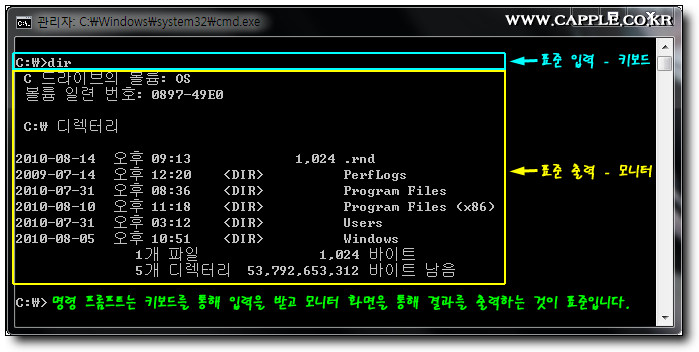 관리자: C:₩Windows₩system32₩cmd.exe
WWW.CAPPLE.CO.KR
C:₩>dir
표준 입력 - 키보드
C 드라이브의 볼륨: OS
볼륨 일련 번호: 0897-49E0
C:₩ 디렉터리
2010-08-14 오후 09:13 1,024 .rnd
2009-07-14 오후 12:20 <DIR> PerfLogs
표준 출력 - 모니터
2010-07-31 오후 08:36 <DIR> Program Files
2010-08-10 오후 11:18 <DIR> Program Files (x86)
2010-07-31 오후 03:12 <DIR> Users
2010-08-05 오후 10:51 <DIR> Windows
1개 파일 1,024 바이트
5개 디렉터리 53,792,653,312 바이트 남음
C:₩> 명령 프롬프트는 키보드를 통해 입력을 받고 모니터 화면을 통해 결과를 출력하는 것이 표준입니다.